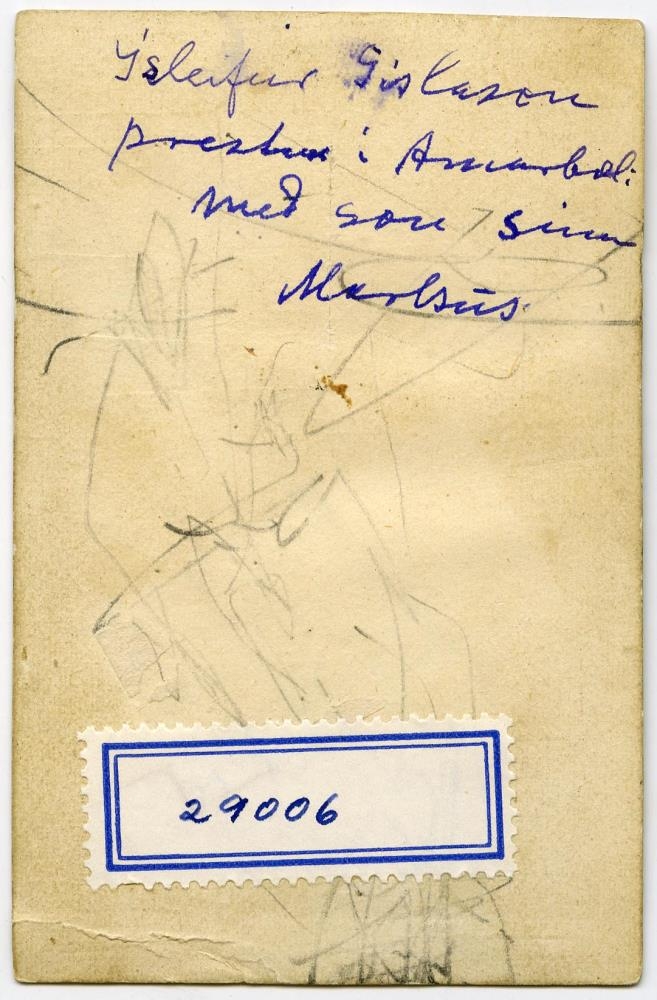 Ísleifur Gíslason
prestur í Arnarbæli
með son sinn
Markús
29006